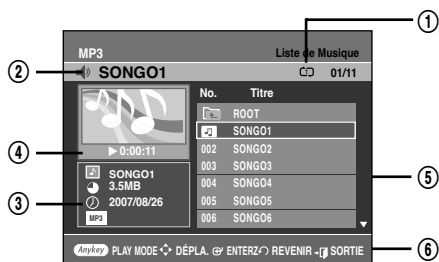 ①
MP3 Liste de Musique
② SONGO1 01/11
No. Titre
ROOT
SONGO1
002 SONGO2
003 SONGO3
004 SONGO4
005 SONGO5
006 SONGO6
④ 0:00:11
⑤
③ SONGO1
3.5MB
2007/08/26
MP3
Anykey PLAY MODE DÉPLA. ENTERZ REVENIR SORTIE ⑥